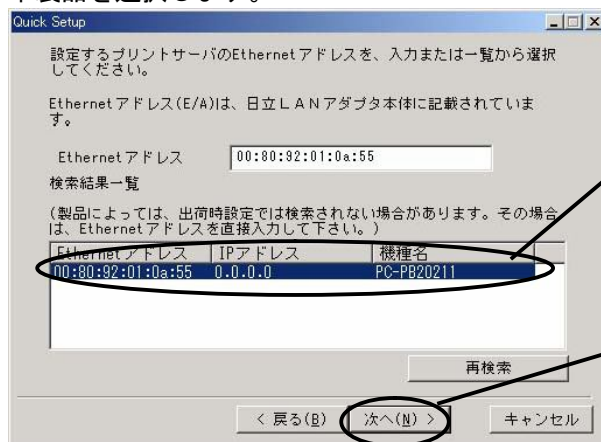 本製品を選択します。
Quick Setup
設定するプリントサーバのEthernetアドレスを、入力または一覧から選択
してください。
Ethernetアドレス(E/A)は、日立ＬＡＮアダプタ本体に記載されていま
す。
Ethernetアドレス 00:80:92:01:0a:55
検索結果一覧
(製品によっては、出荷時設定では検索されない場合があります。その場合
は、Ethernetアドレスを直接入力して下さい。)
Ethernetアドレス IPアドレス 機種名
00:80:92:01:0a:55 0.0.0.0 PC-PB20211
再検索
< 戻る(B) 次へ(N) > キャンセル